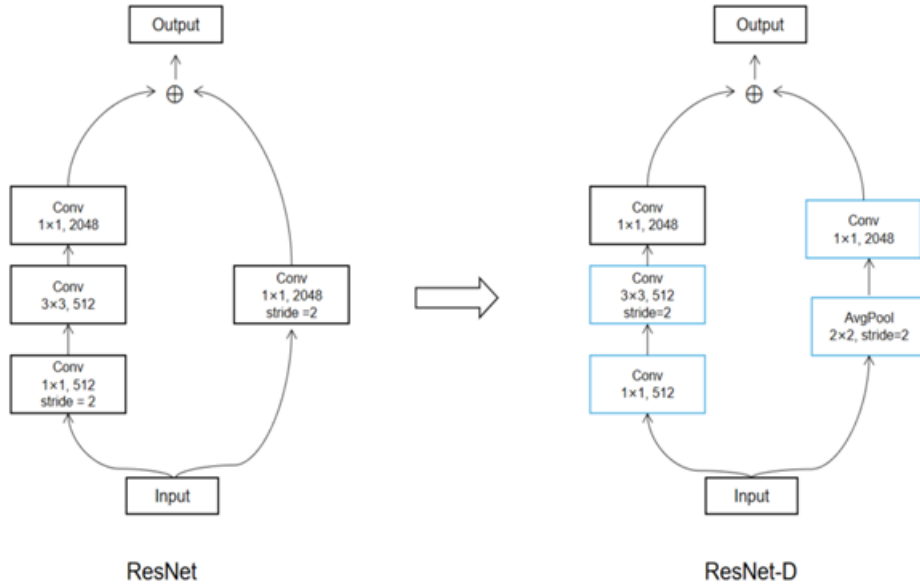 Output
Conv
1×1, 2048
Conv
3×3, 512
Conv
1×1, 512
stride = 2
Conv
1×1, 2048
stride =2
Input
ResNet
Output
Conv
1×1, 2048
Conv
3×3, 512
stride=2
Conv
1×1, 512
Conv
1×1, 2048
AvgPool
2×2, stride=2
Input
ResNet-D